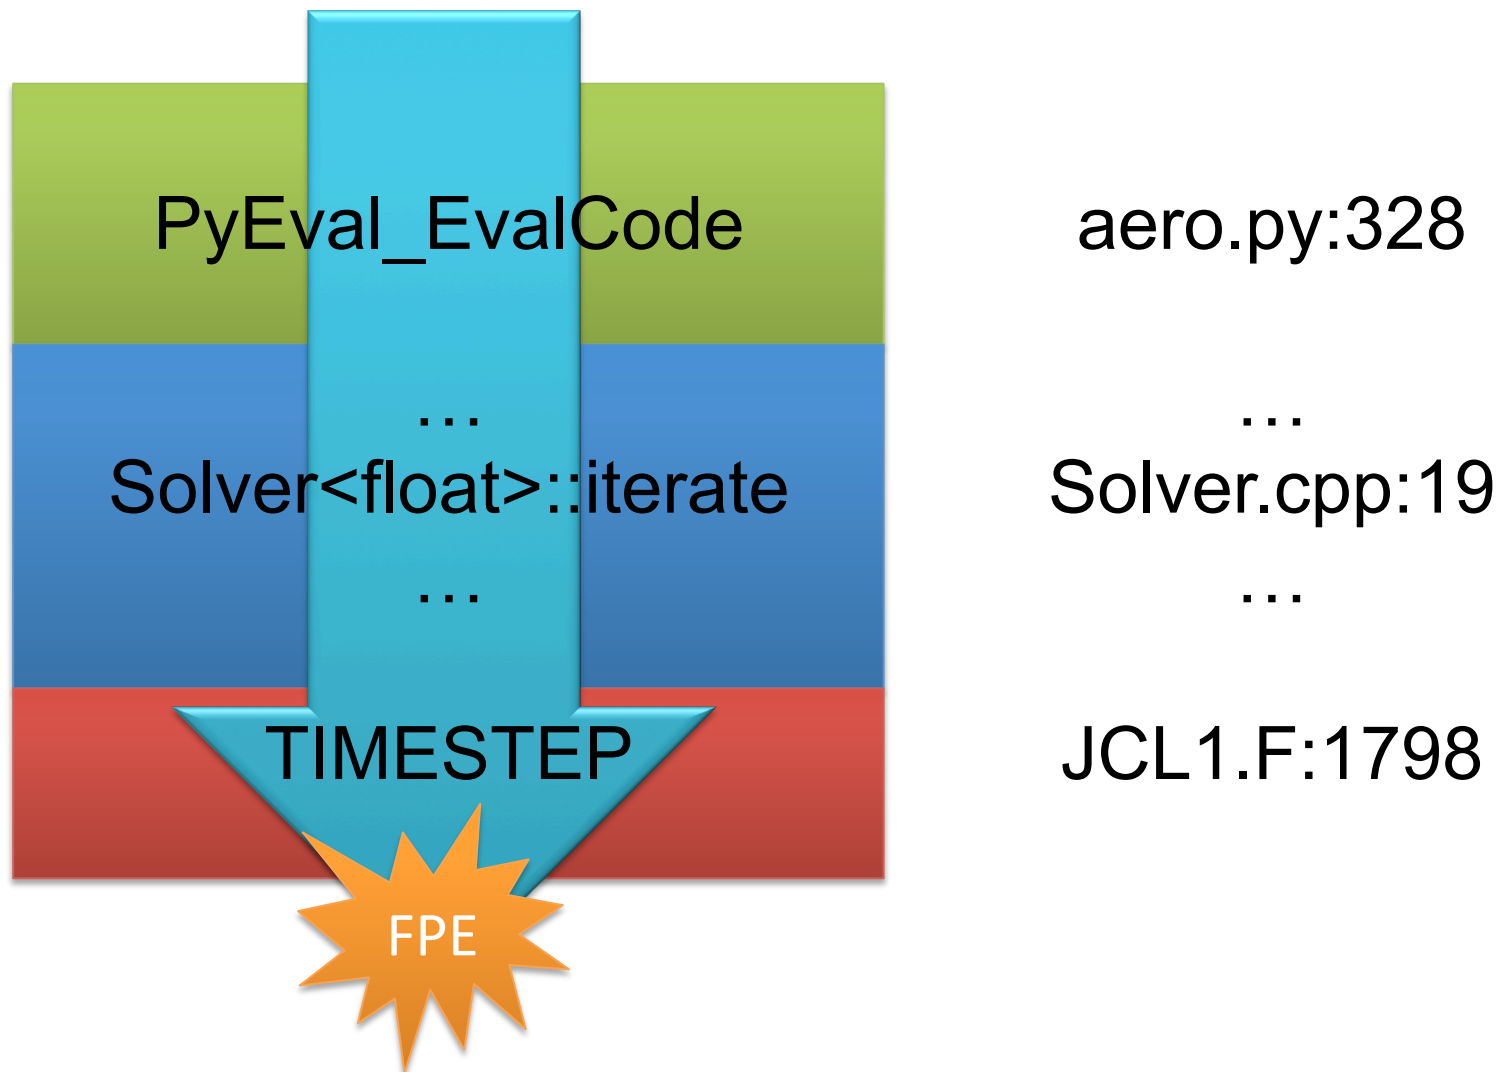 PyEval_EvalCode aero.py:328
… …
Solver<float>::iterate Solver.cpp:19
… …
TIMESTEP JCL1.F:1798
FPE